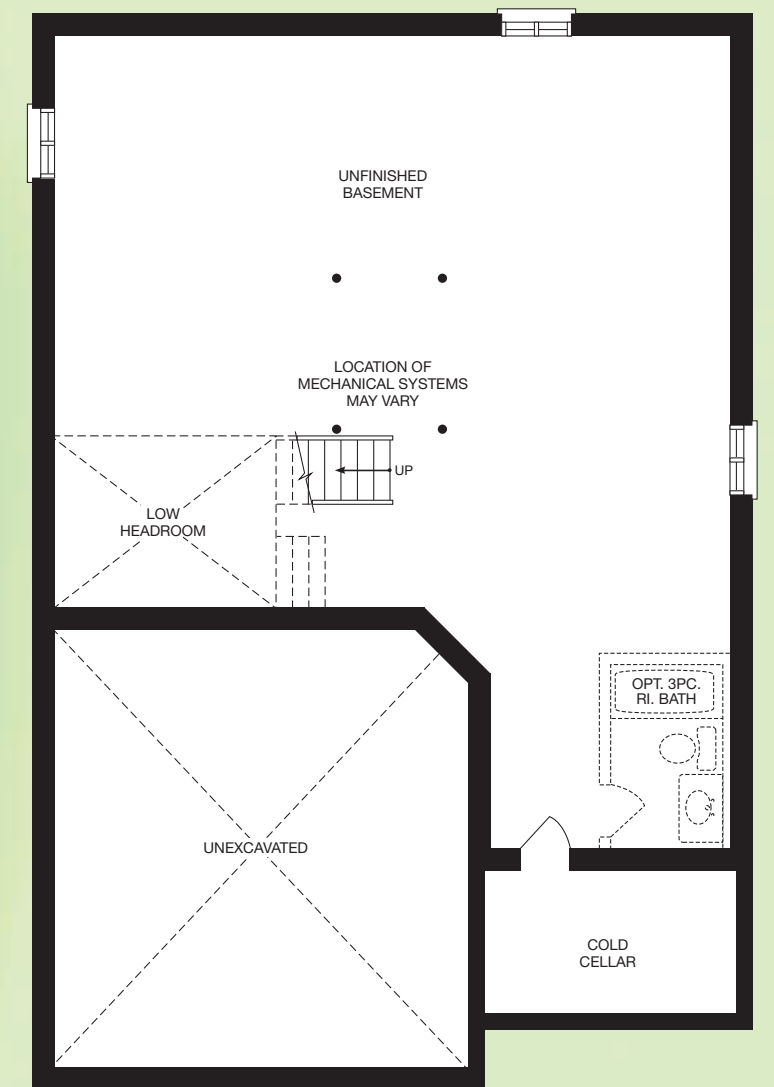 UNFINISHED
BASEMENT
LOCATION OF
MECHANICAL SYSTEMS
MAY VARY
UP
LOW
HEADROOM
OPT. 3PC.
RI. BATH
UNEXCAVATED
COLD
CELLAR